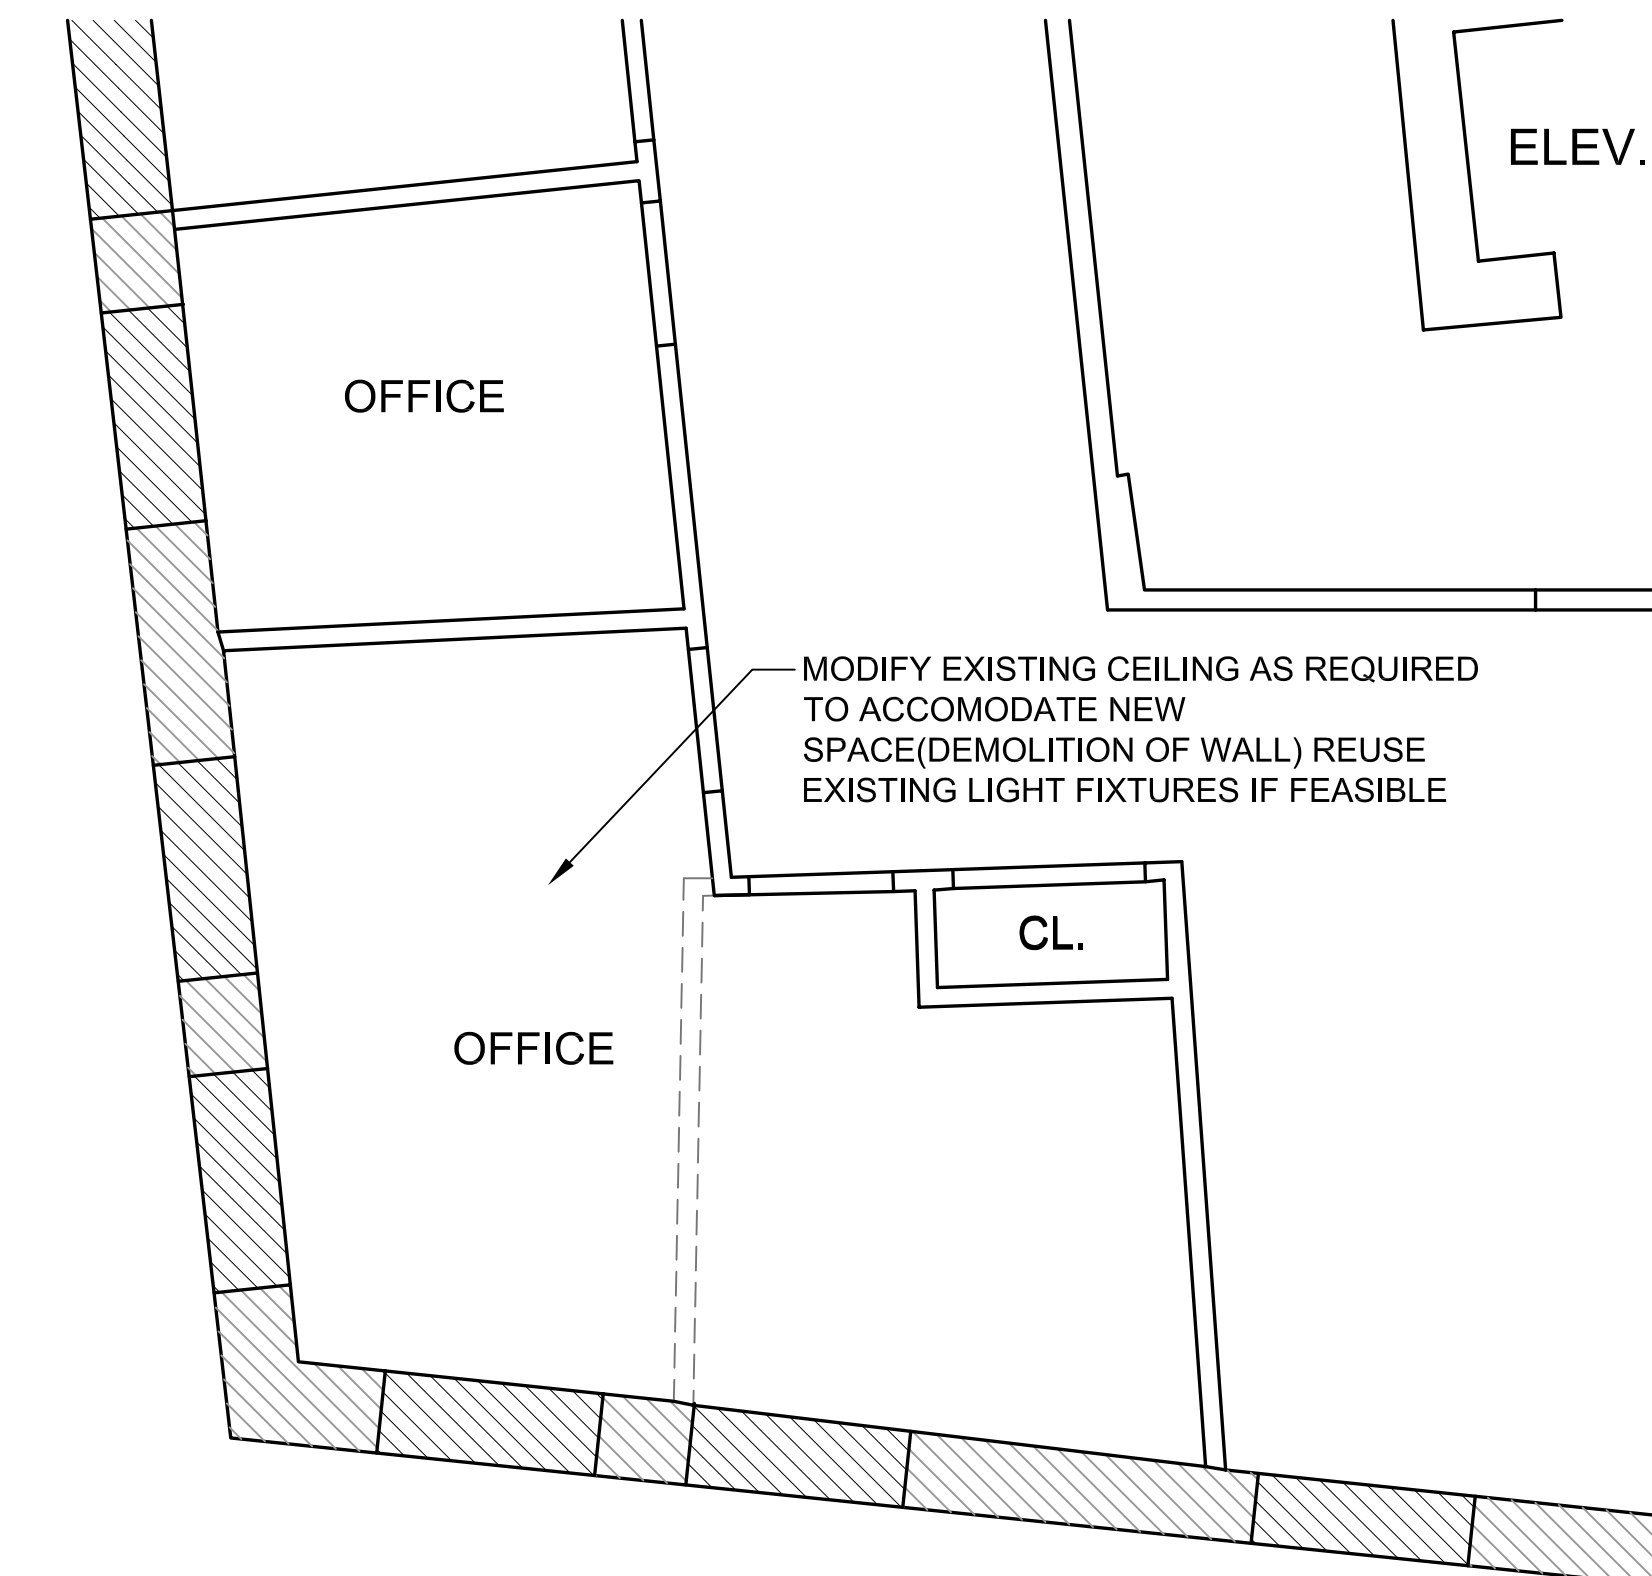 ELEV.
OFFICE
MODIFY EXISTING CEILING AS REQUIRED
TO ACCOMODATE NEW
SPACE(DEMOLITION OF WALL) REUSE
EXISTING LIGHT FIXTURES IF FEASIBLE
CL.
OFFICE